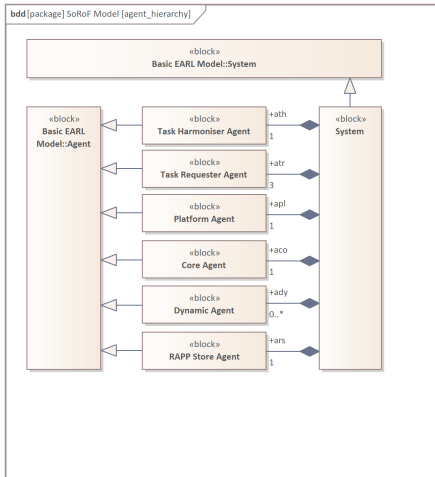 bdd [package] SoRoF Model [agent_hierarchy]
«block»
Basic EARL Model::System
«block»
Basic EARL
Model::Agent
«block»
Task Harmoniser Agent
+ath
1
«block»
System
«block»
Task Requester Agent
+atr
3
«block»
Platform Agent
+apl
1
«block»
Core Agent
+aco
1
«block»
Dynamic Agent
+ady
0..*
«block»
RAPP Store Agent
+ars
1